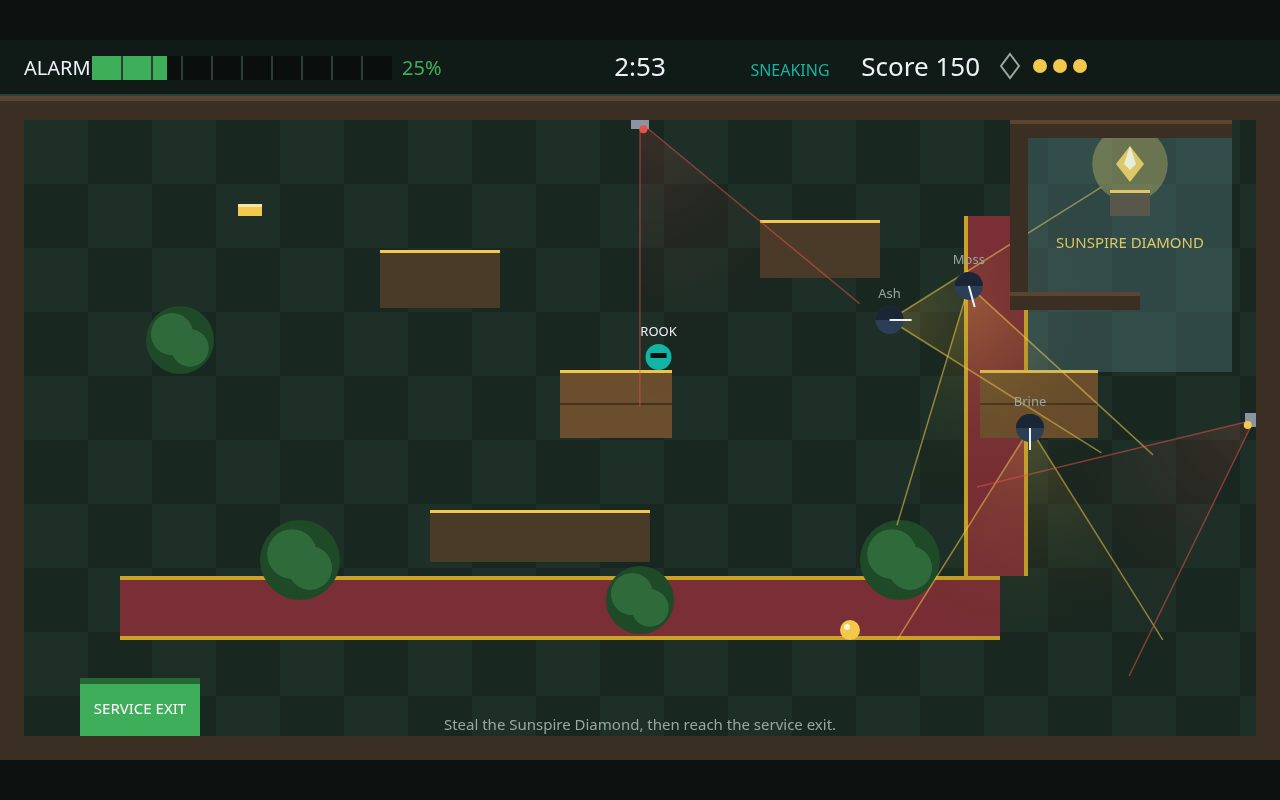 ALARM 25% 2:53 SNEAKING Score 150
SUNSPIRE DIAMOND
Moss
Ash
ROOK
Brine
SERVICE EXIT
Steal the Sunspire Diamond, then reach the service exit.